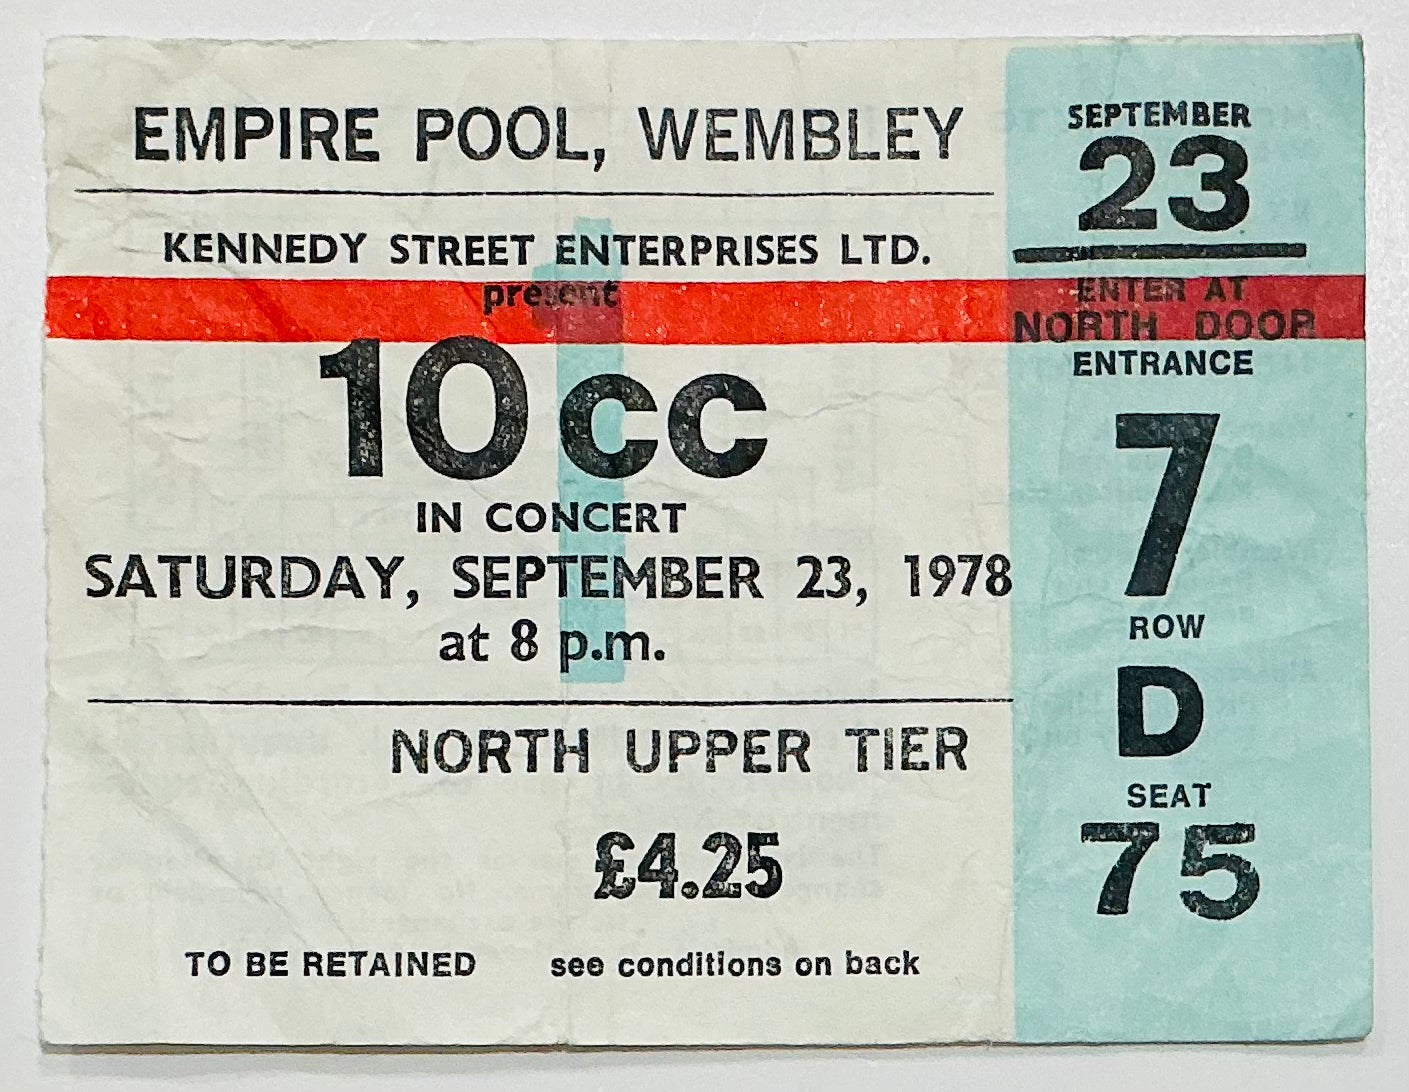 EMPIRE POOL, WEMBLEY
KENNEDY STREET ENTERPRISES LTD.
present
10cc
IN CONCERT
SATURDAY, SEPTEMBER 23, 1978
at 8 p.m.
NORTH UPPER TIER
£4.25
TO BE RETAINED see conditions on back
SEPTEMBER
23
ENTER AT
NORTH DOOR
ENTRANCE
7
ROW
D
SEAT
75